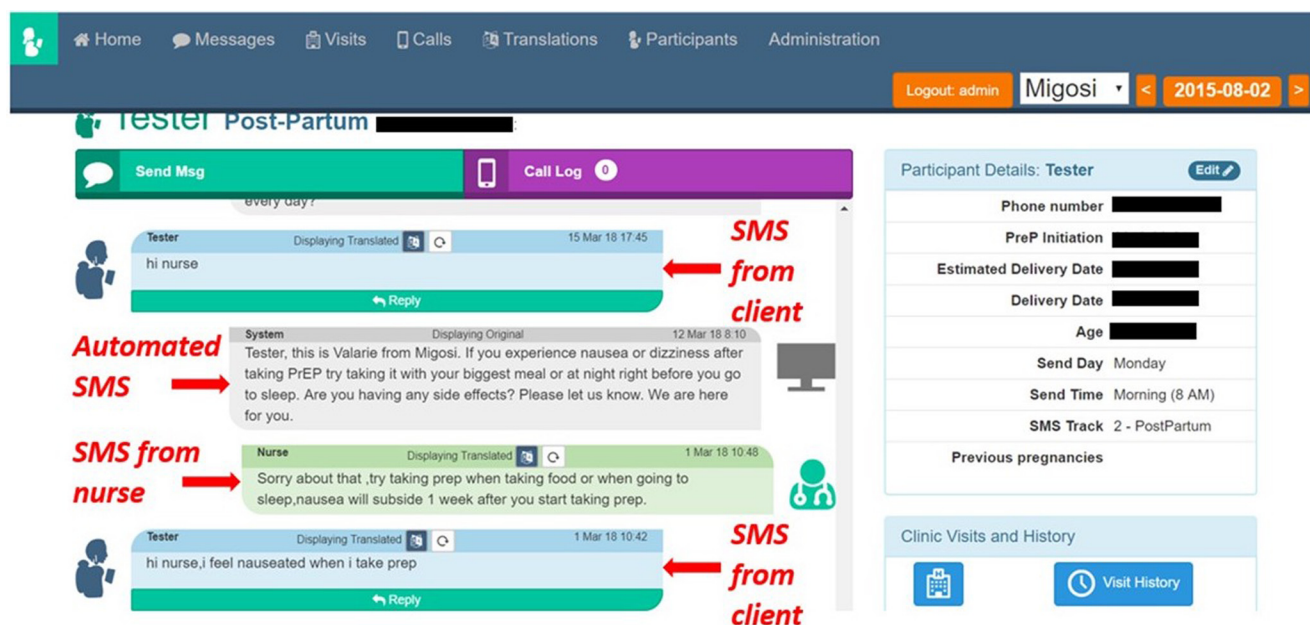 Home Messages Visits Calls Translations Participants Administration
Logout: admin Migosi < 2015-08-02 >
Tester Post-Partum
Send Msg
Call Log 0
every day?
Tester Displaying Translated 15 Mar 18 17:45
hi nurse
Reply
SMS
from
client
System Displaying Original 12 Mar 18 8:10
Tester, this is Valarie from Migosi. If you experience nausea or dizziness after
taking PrEP try taking it with your biggest meal or at night right before you go
to sleep. Are you having any side effects? Please let us know. We are here
for you.
Automated
SMS
Nurse Displaying Translated 1 Mar 18 10:48
Sorry about that ,try taking prep when taking food or when going to
sleep,nausea will subside 1 week after you start taking prep.
SMS from
nurse
Tester Displaying Translated 1 Mar 18 10:42
hi nurse,i feel nauseated when i take prep
Reply
SMS
from
client
Participant Details: Tester Edit
Phone number
PreP Initiation
Estimated Delivery Date
Delivery Date
Age
Send Day Monday
Send Time Morning (8 AM)
SMS Track 2 - PostPartum
Previous pregnancies
Clinic Visits and History
H
Visit History